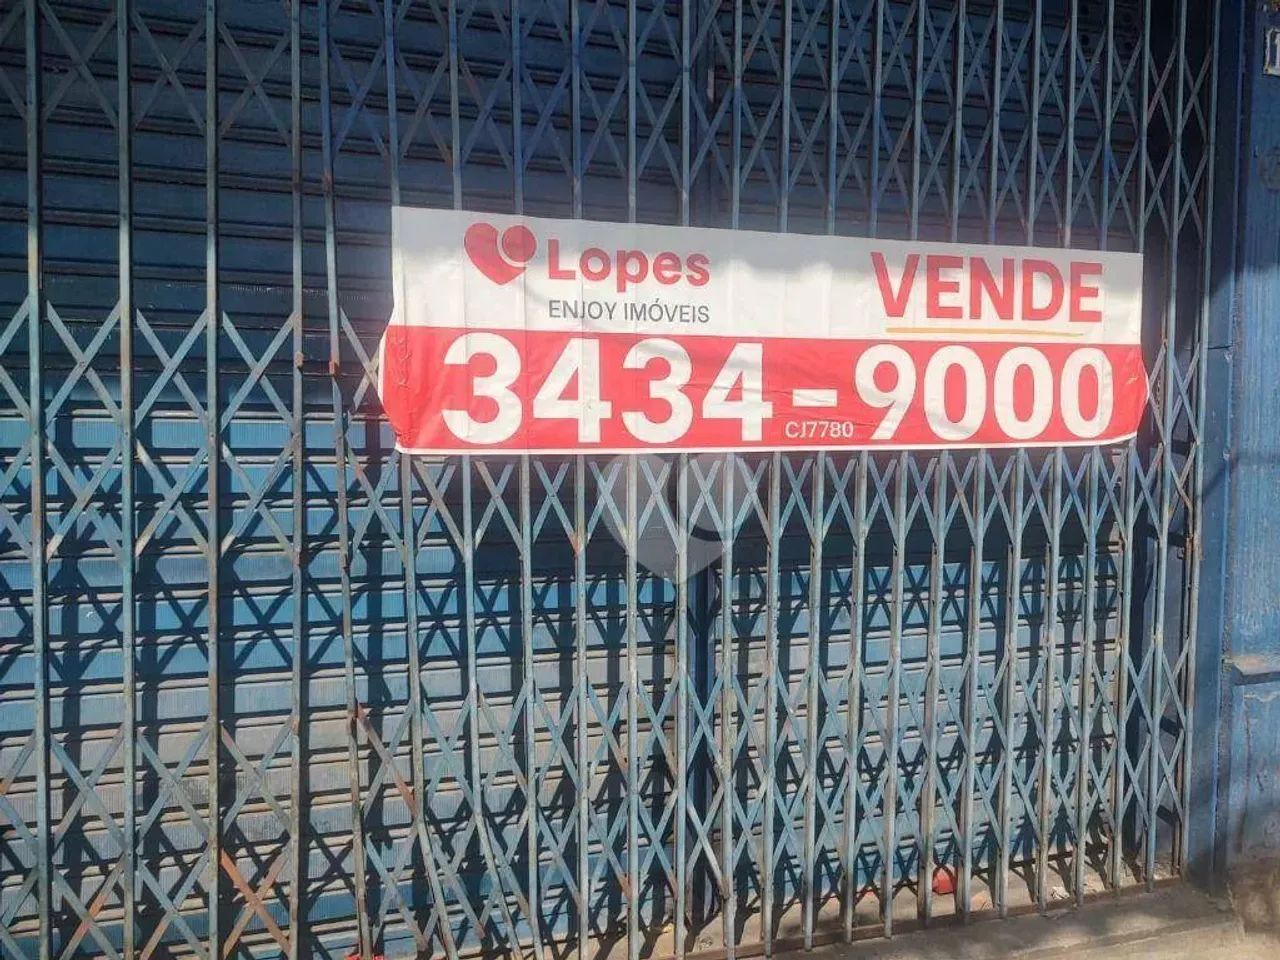 Lopes
ENJOY IMÓVEIS
VENDE
3434-9000
CJ7780